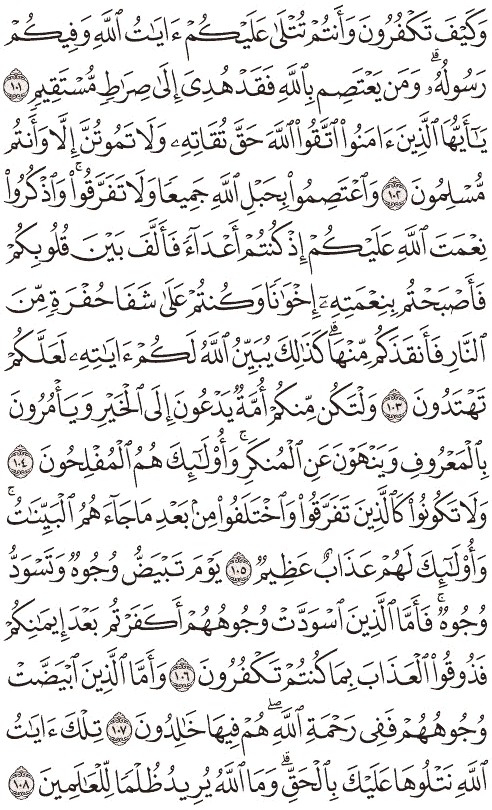 وَكَيۡفَ تَكۡفُرُونَ وَأَنتُمۡ تُتۡلَىٰ عَلَيۡكُمۡ ءَايَٰتُ ٱللَّهِ وَفِيكُمۡ
رَسُولُهُۥۗ وَمَن يَعۡتَصِم بِٱللَّهِ فَقَدۡ هُدِيَ إِلَىٰ صِرَٰطٖ مُّسۡتَقِيمٖ ١٠١
يَٰٓأَيُّهَا ٱلَّذِينَ ءَامَنُواْ ٱتَّقُواْ ٱللَّهَ حَقَّ تُقَاتِهِۦ وَلَا تَمُوتُنَّ إِلَّا وَأَنتُم
مُّسۡلِمُونَ ١٠٢ وَٱعۡتَصِمُواْ بِحَبۡلِ ٱللَّهِ جَمِيعٗا وَلَا تَفَرَّقُواْۚ وَٱذۡكُرُواْ
نِعۡمَتَ ٱللَّهِ عَلَيۡكُمۡ إِذۡ كُنتُمۡ أَعۡدَآءٗ فَأَلَّفَ بَيۡنَ قُلُوبِكُمۡ
فَأَصۡبَحۡتُم بِنِعۡمَتِهِۦٓ إِخۡوَٰنٗا وَكُنتُمۡ عَلَىٰ شَفَا حُفۡرَةٖ مِّنَ
ٱلنَّارِ فَأَنقَذَكُم مِّنۡهَاۗ كَذَٰلِكَ يُبَيِّنُ ٱللَّهُ لَكُمۡ ءَايَٰتِهِۦ لَعَلَّكُمۡ
تَهۡتَدُونَ ١٠٣ وَلۡتَكُن مِّنكُمۡ أُمَّةٞ يَدۡعُونَ إِلَى ٱلۡخَيۡرِ وَيَأۡمُرُونَ
بِٱلۡمَعۡرُوفِ وَيَنۡهَوۡنَ عَنِ ٱلۡمُنكَرِۚ وَأُوْلَٰٓئِكَ هُمُ ٱلۡمُفۡلِحُونَ ١٠٤
وَلَا تَكُونُواْ كَٱلَّذِينَ تَفَرَّقُواْ وَٱخۡتَلَفُواْ مِنۢ بَعۡدِ مَا جَآءَهُمُ ٱلۡبَيِّنَٰتُۚ
وَأُوْلَٰٓئِكَ لَهُمۡ عَذَابٌ عَظِيمٞ ١٠٥ يَوۡمَ تَبۡيَضُّ وُجُوهٞ وَتَسۡوَدُّ
وُجُوهٞۚ فَأَمَّا ٱلَّذِينَ ٱسۡوَدَّتۡ وُجُوهُهُمۡ أَكَفَرۡتُم بَعۡدَ إِيمَٰنِكُمۡ
فَذُوقُواْ ٱلۡعَذَابَ بِمَا كُنتُمۡ تَكۡفُرُونَ ١٠٦ وَأَمَّا ٱلَّذِينَ ٱبۡيَضَّتۡ
وُجُوهُهُمۡ فَفِي رَحۡمَةِ ٱللَّهِۖ هُمۡ فِيهَا خَٰلِدُونَ ١٠٧ تِلۡكَ ءَايَٰتُ
ٱللَّهِ نَتۡلُوهَا عَلَيۡكَ بِٱلۡحَقِّۗ وَمَا ٱللَّهُ يُرِيدُ ظُلۡمٗا لِّلۡعَٰلَمِينَ ١٠٨